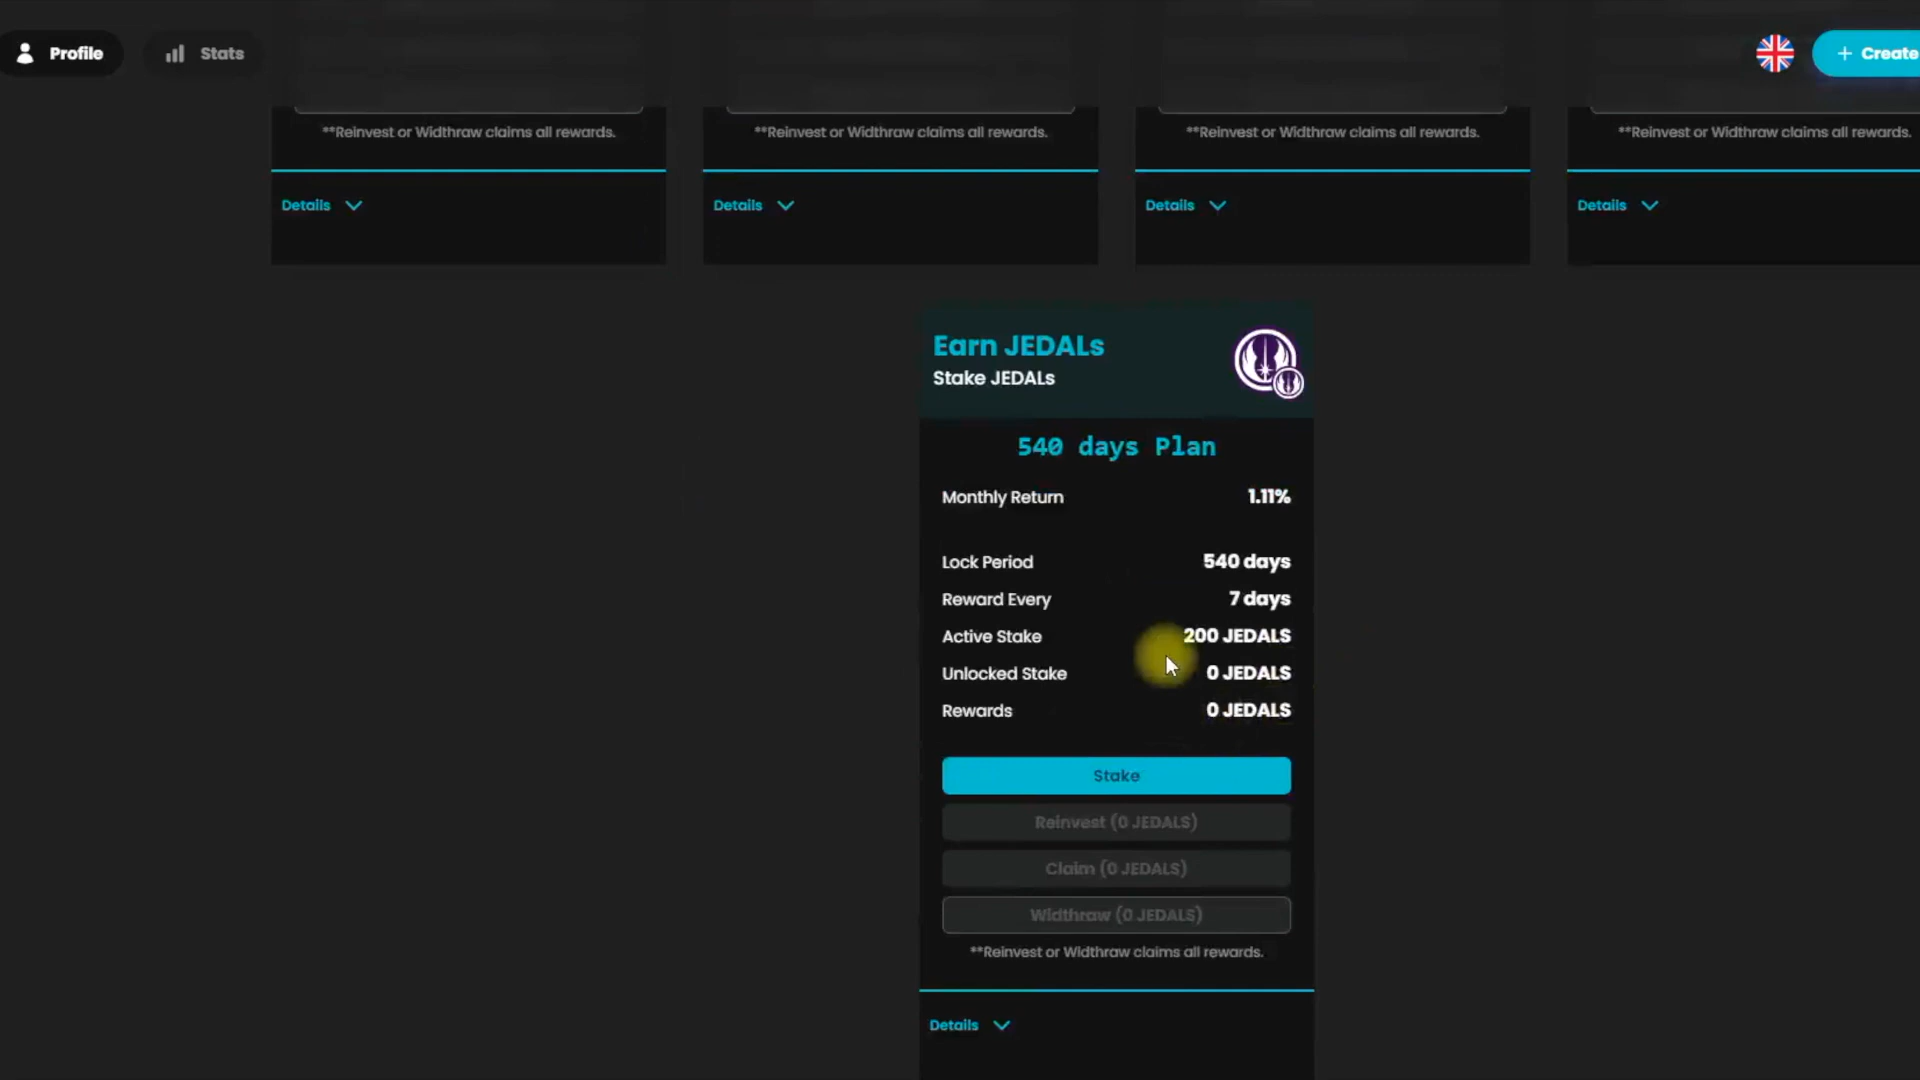 Profile
Stats
+ Create
**Reinvest or Widthraw claims all rewards.
**Reinvest or Widthraw claims all rewards.
**Reinvest or Widthraw claims all rewards.
**Reinvest or Widthraw claims all rewards.
Details
Details
Details
Details
Earn JEDALs
Stake JEDALs
540 days Plan
Monthly Return 1.11%
Lock Period 540 days
Reward Every 7 days
Active Stake 200 JEDALS
Unlocked Stake 0 JEDALS
Rewards 0 JEDALS
Stake
Reinvest (0 JEDALS)
Claim (0 JEDALS)
Widthraw (0 JEDALS)
**Reinvest or Widthraw claims all rewards.
Details